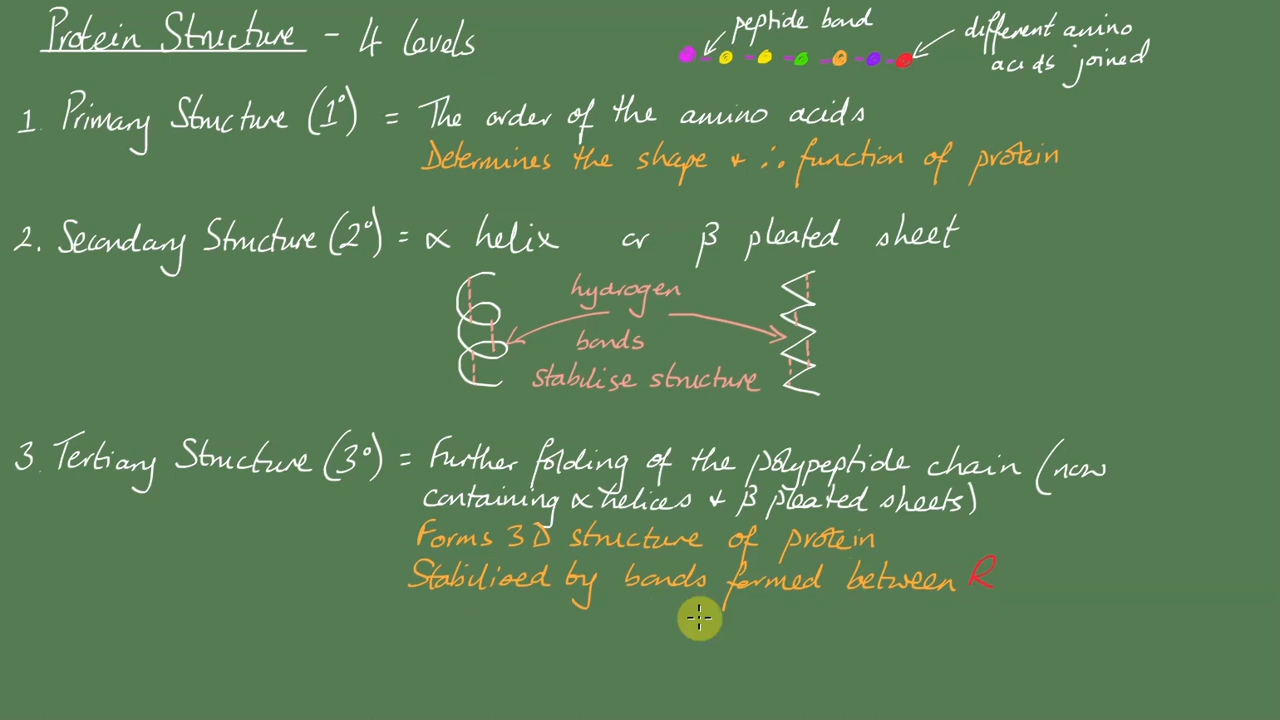 Protein Structure - 4 levels
peptide bond
different amino
acids joined
1. Primary Structure (1°) = The order of the amino acids
Determines the shape + ∴ function of protein
2. Secondary Structure (2°) = α helix or β pleated sheet
hydrogen
bonds
stabilise structure
3. Tertiary Structure (3°) = Further folding of the polypeptide chain (now
containing α helices + β pleated sheets)
Forms 3D structure of protein
Stabilised by bonds formed between R